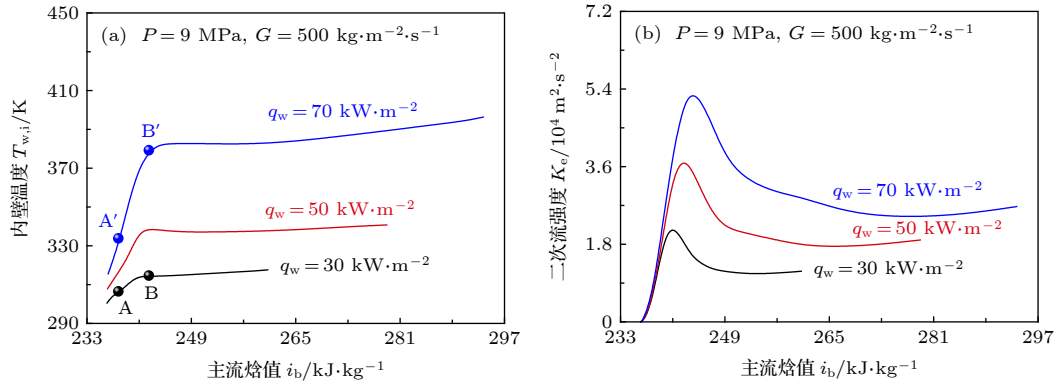 (a) P = 9 MPa, G = 500 kg·m⁻²·s⁻¹
内壁温度 T_w,i/K
450
410
370
330
290
q_w = 70 kW·m⁻²
B′
A′
q_w = 50 kW·m⁻²
q_w = 30 kW·m⁻²
A
B
233 249 265 281 297
主流焓值 i_b/kJ·kg⁻¹
(b) P = 9 MPa, G = 500 kg·m⁻²·s⁻¹
二次流强度 K_e/10⁴ m²·s⁻²
7.2
5.4
3.6
1.8
0
q_w = 70 kW·m⁻²
q_w = 50 kW·m⁻²
q_w = 30 kW·m⁻²
233 249 265 281 297
主流焓值 i_b/kJ·kg⁻¹